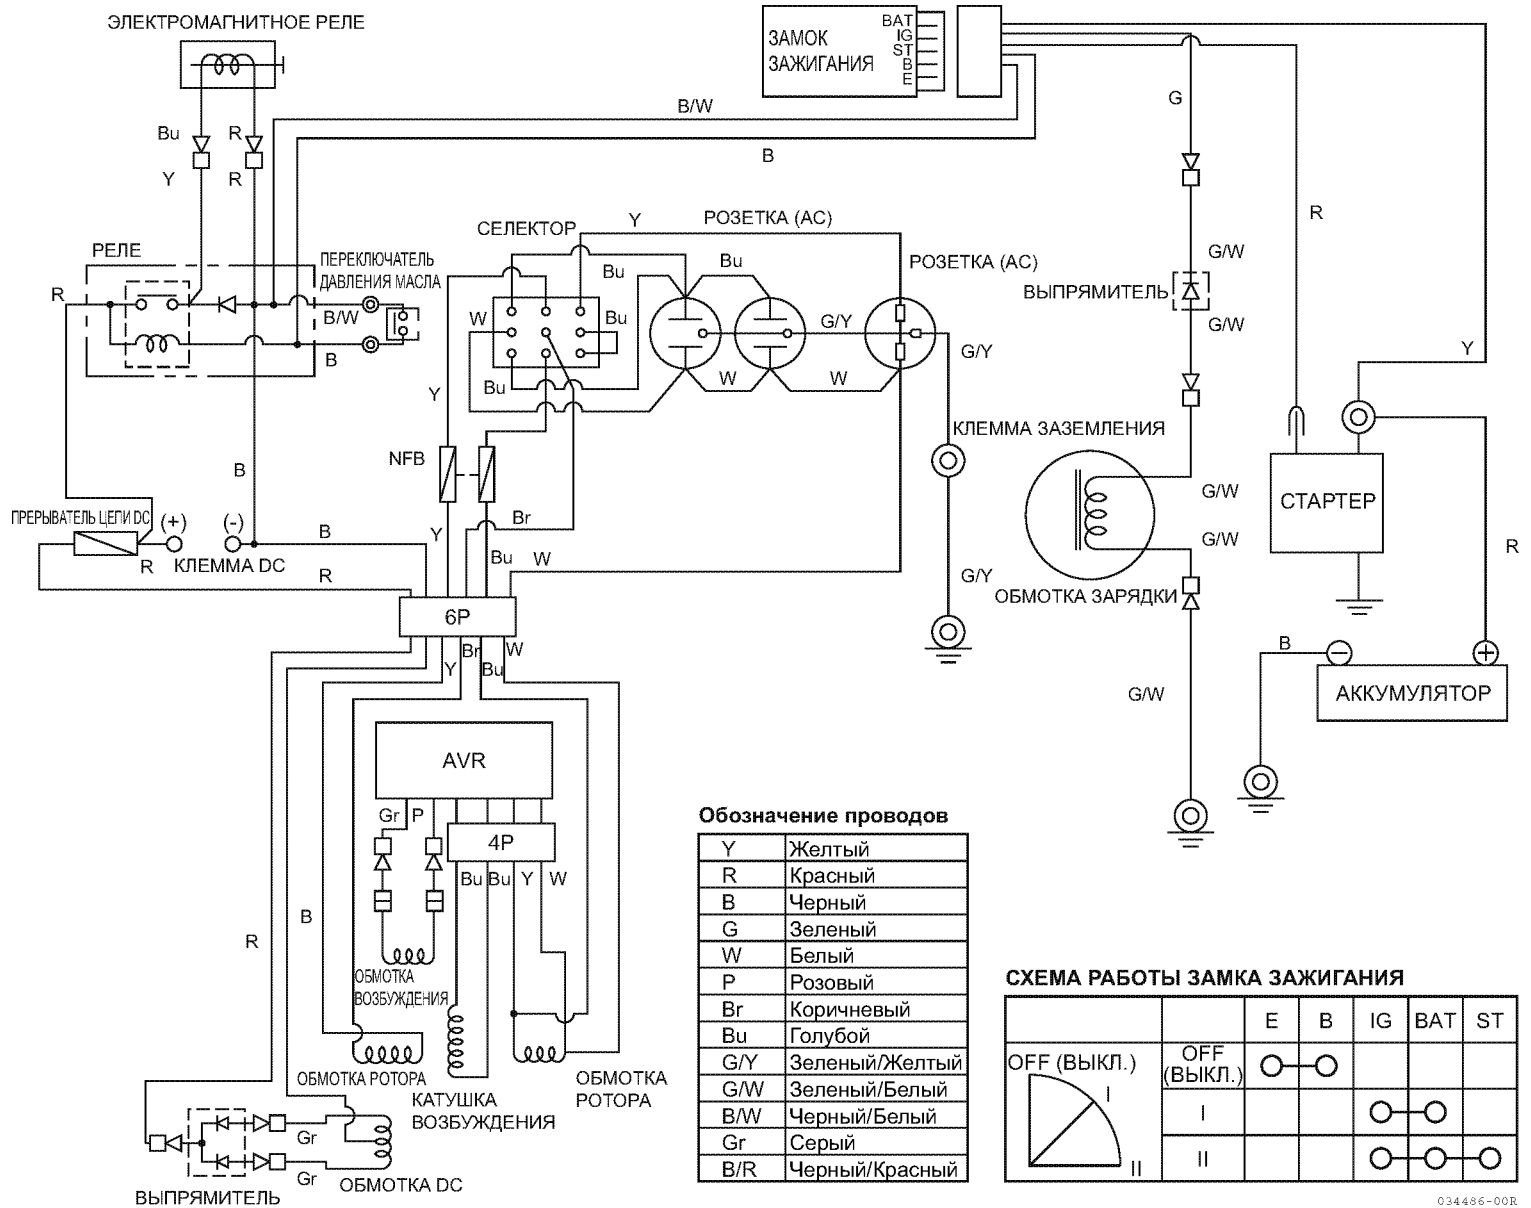 ЭЛЕКТРОМАГНИТНОЕ РЕЛЕ
ЗАМОК
ЗАЖИГАНИЯ
BAT
IG
ST
B
E
B/W
G
Bu
R
B
Y
R
R
СЕЛЕКТОР
Y
РОЗЕТКА (AC)
РЕЛЕ
ПЕРЕКЛЮЧАТЕЛЬ
ДАВЛЕНИЯ МАСЛА
Bu
Bu
РОЗЕТКА (AC)
G/W
R
ВЫПРЯМИТЕЛЬ
B/W
W
Bu
G/Y
G/W
B
G/Y
Y
Bu
W
W
Y
КЛЕММА ЗАЗЕМЛЕНИЯ
NFB
B
G/W
СТАРТЕР
ПРЕРЫВАТЕЛЬ ЦЕПИ DC
(+)
(-)
B
Y
Br
G/W
R
R
КЛЕММА DC
Bu
W
R
G/Y
ОБМОТКА ЗАРЯДКИ
6P
Br
W
Y
Bu
B
G/W
АККУМУЛЯТОР
AVR
Gr
P
4P
Bu
Bu
Y
W
B
R
ОБМОТКА
ВОЗБУЖДЕНИЯ
ОБМОТКА РОТОРА
КАТУШКА
ВОЗБУЖДЕНИЯ
ОБМОТКА
РОТОРА
Gr
Gr
ОБМОТКА DC
ВЫПРЯМИТЕЛЬ
Обозначение проводов
Y Желтый
R Красный
B Черный
G Зеленый
W Белый
P Розовый
Br Коричневый
Bu Голубой
G/Y Зеленый/Желтый
G/W Зеленый/Белый
B/W Черный/Белый
Gr Серый
B/R Черный/Красный
СХЕМА РАБОТЫ ЗАМКА ЗАЖИГАНИЯ
E B IG BAT ST
OFF (ВЫКЛ.)
I
II
OFF
(ВЫКЛ.)
I
II
034486-00R